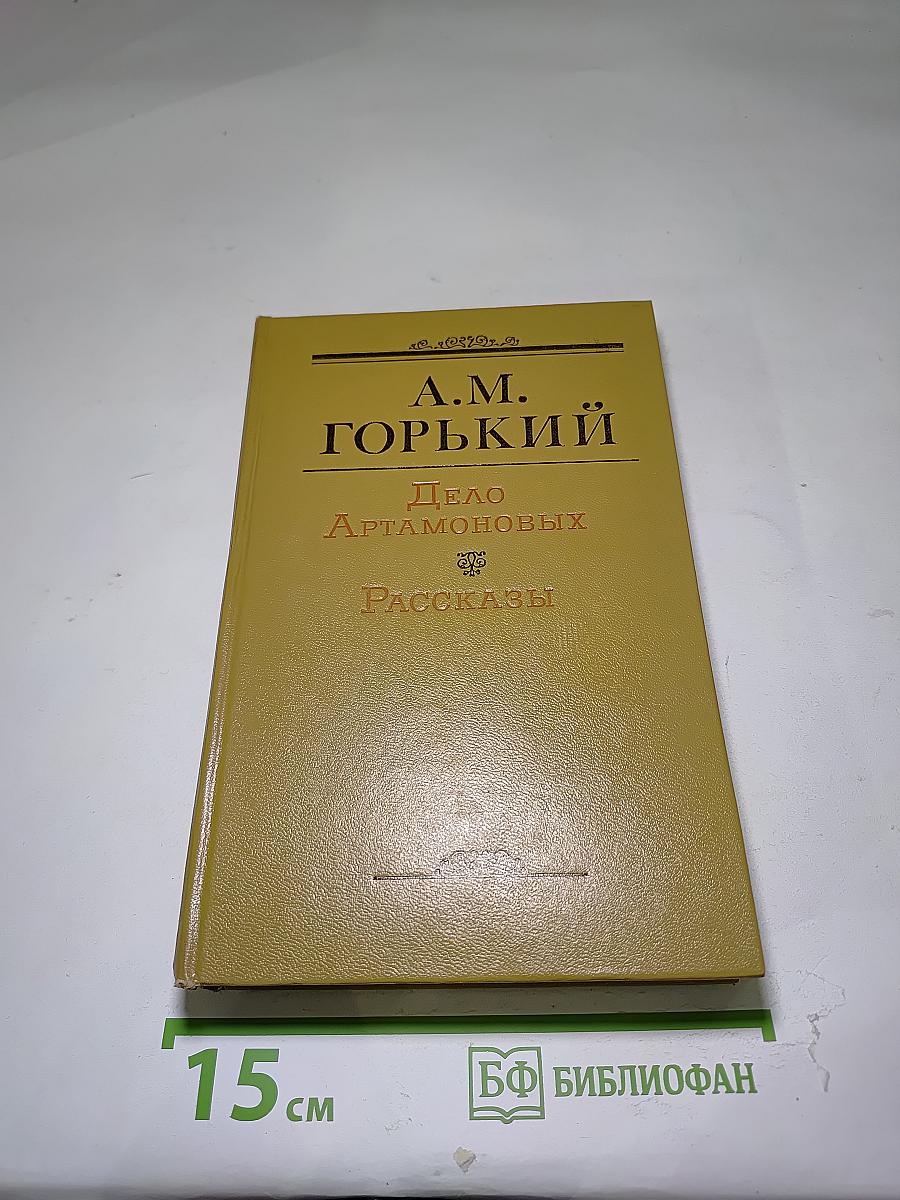 А.М.
ГОРЬКИЙ
Дело
Артамоновых
Рассказы
15 см
БФ БИБЛИОФАН